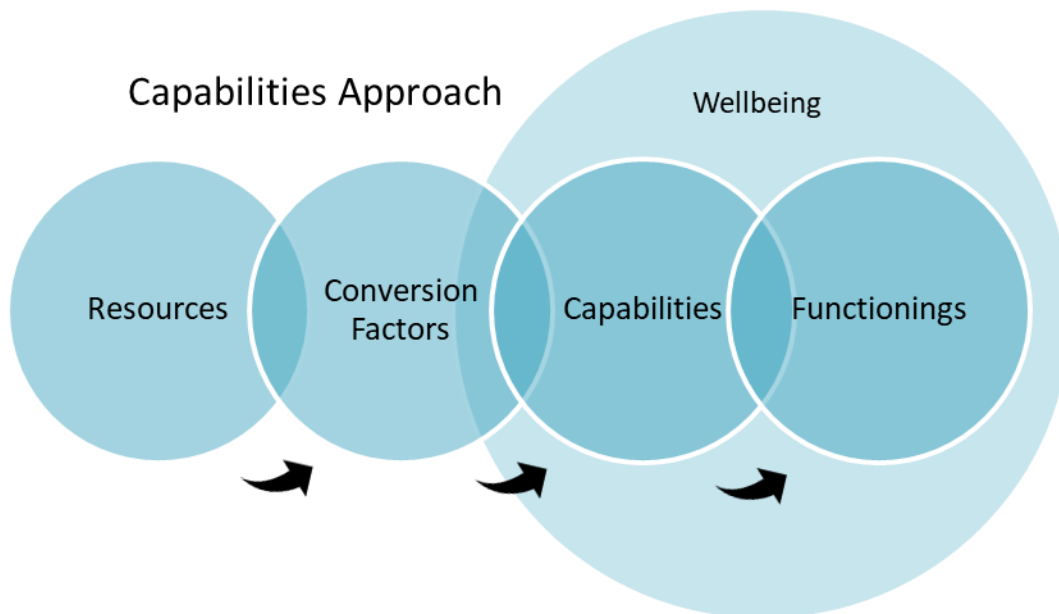 Capabilities Approach
Wellbeing
Resources
Conversion
Factors
Capabilities
Functionings